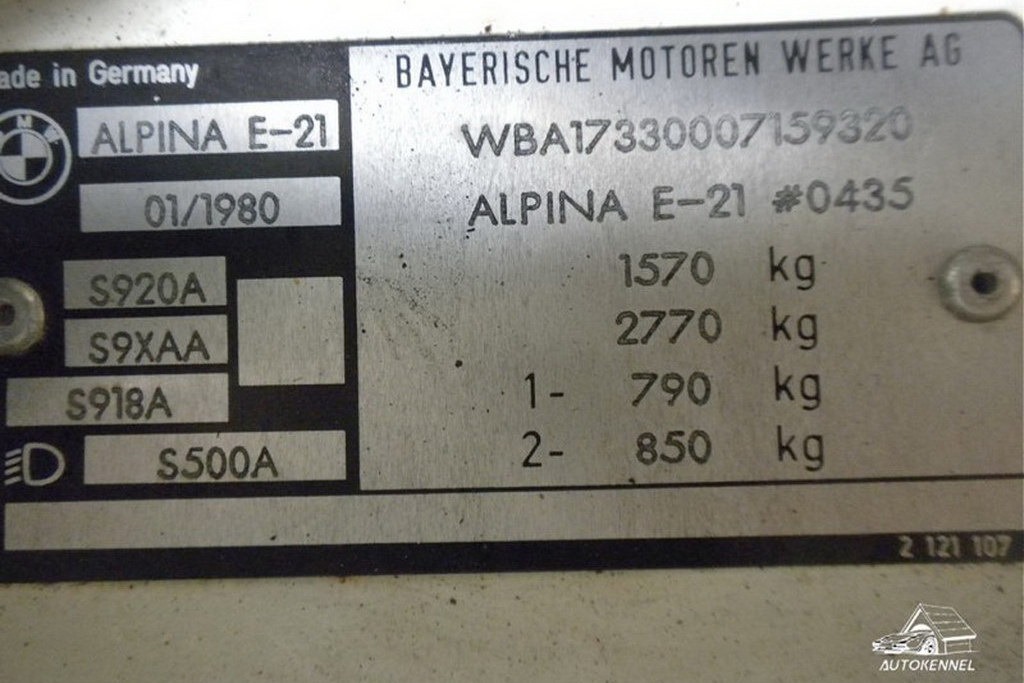 ade in Germany
BMW
ALPINA E-21
01/1980
S920A
S9XAA
S918A
S500A
BAYERISCHE MOTOREN WERKE AG
WBA17330007159320
ALPINA E-21 #0435
1570 kg
2770 kg
1- 790 kg
2- 850 kg
2 121 107
AUTOKENNEL